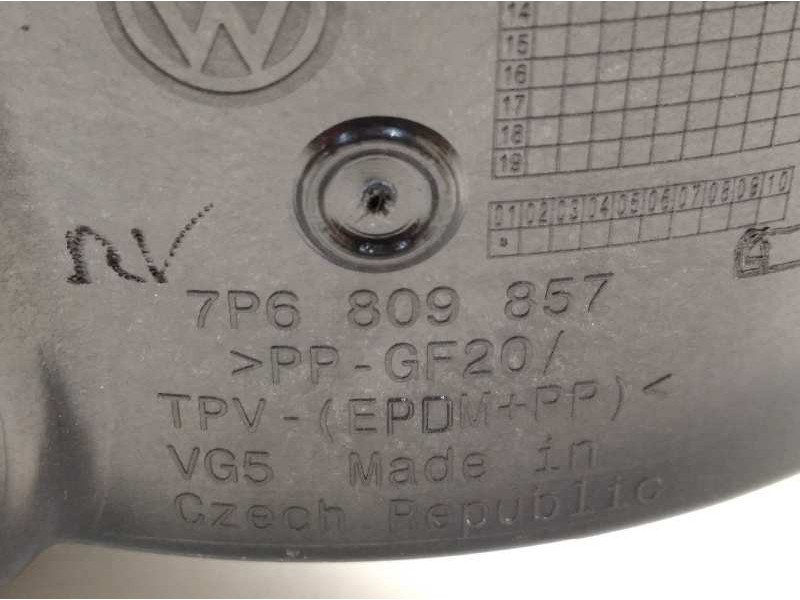 VW
14
15
16
17
18
19
01 02 03 04 05 06 07 08 09 10
7P6 809 857
>PP-GF20/
TPV-(EPDM+PP)<
VG5 Made in
Czech Republic